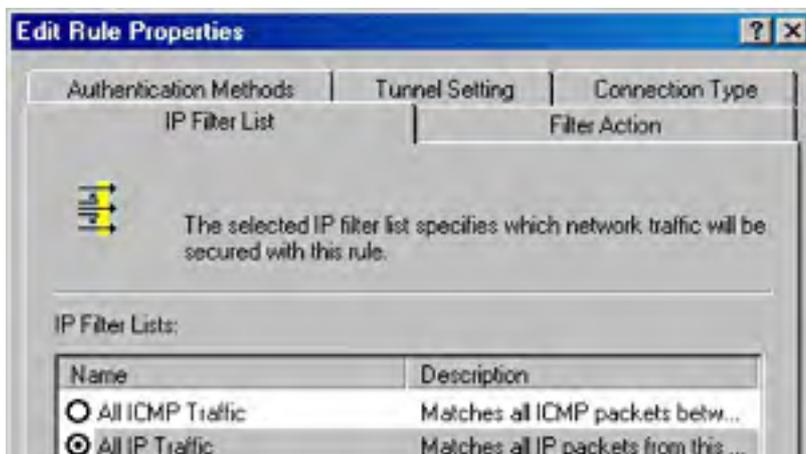 Edit Rule Properties
Authentication Methods
Tunnel Setting
Connection Type
IP Filter List
Filter Action
The selected IP filter list specifies which network traffic will be
secured with this rule.
IP Filter Lists:
Name Description
All ICMP Traffic Matches all ICMP packets betw...
All IP Traffic Matches all IP packets from this ...